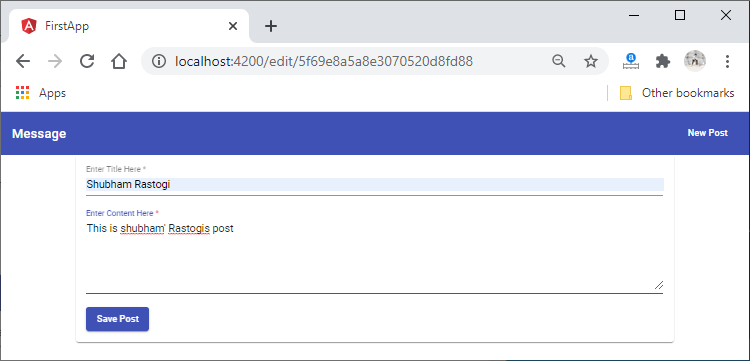 FirstApp
localhost:4200/edit/5f69e8a5a8e3070520d8fd88
Apps
Other bookmarks
Message
New Post
Enter Title Here *
Shubham Rastogi
Enter Content Here *
This is shubham' Rastogis post
Save Post